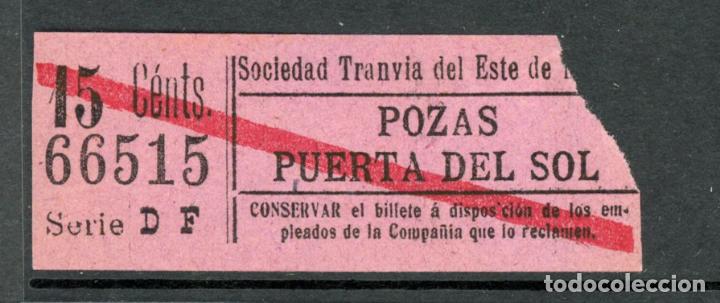 15 Cénts.
66515
Serie D F
Sociedad Tranvia del Este de
POZAS
PUERTA DEL SOL
CONSERVAR el billete á disposición de los em-
pleados de la Compañia que lo reclamen.
todocoleccion